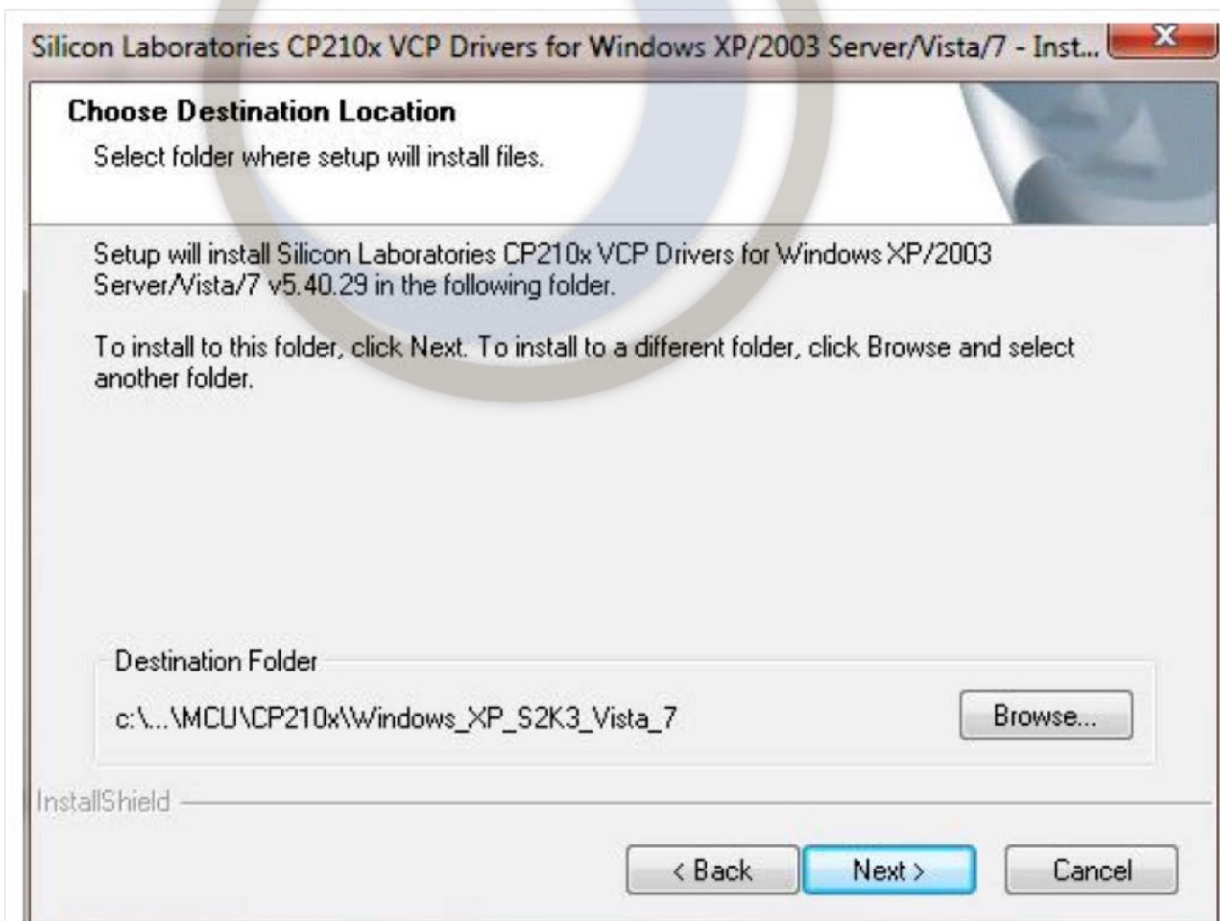 Silicon Laboratories CP210x VCP Drivers for Windows XP/2003 Server/Vista/7 - Inst...
Choose Destination Location
Select folder where setup will install files.
Setup will install Silicon Laboratories CP210x VCP Drivers for Windows XP/2003
Server/Vista/7 v5.40.29 in the following folder.
To install to this folder, click Next. To install to a different folder, click Browse and select
another folder.
Destination Folder
c:\...\MCU\CP210x\Windows_XP_S2K3_Vista_7
Browse...
InstallShield
< Back
Next >
Cancel